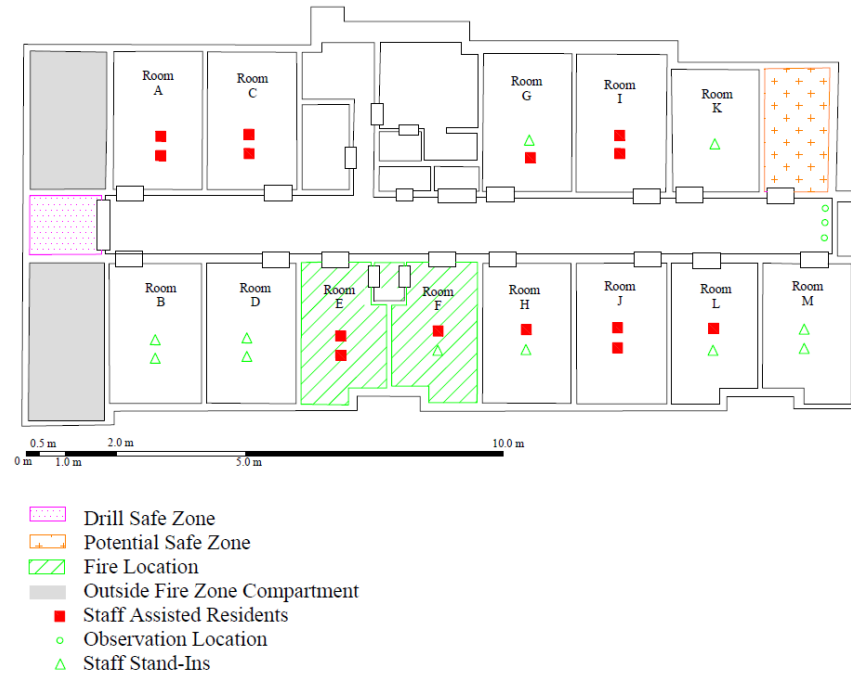 Room
A
Room
C
Room
G
Room
I
Room
K
Room
B
Room
D
Room
E
Room
F
Room
H
Room
J
Room
L
Room
M
0.5 m 2.0 m 10.0 m
0 m 1.0 m 5.0 m
Drill Safe Zone
Potential Safe Zone
Fire Location
Outside Fire Zone Compartment
Staff Assisted Residents
Observation Location
Staff Stand-Ins